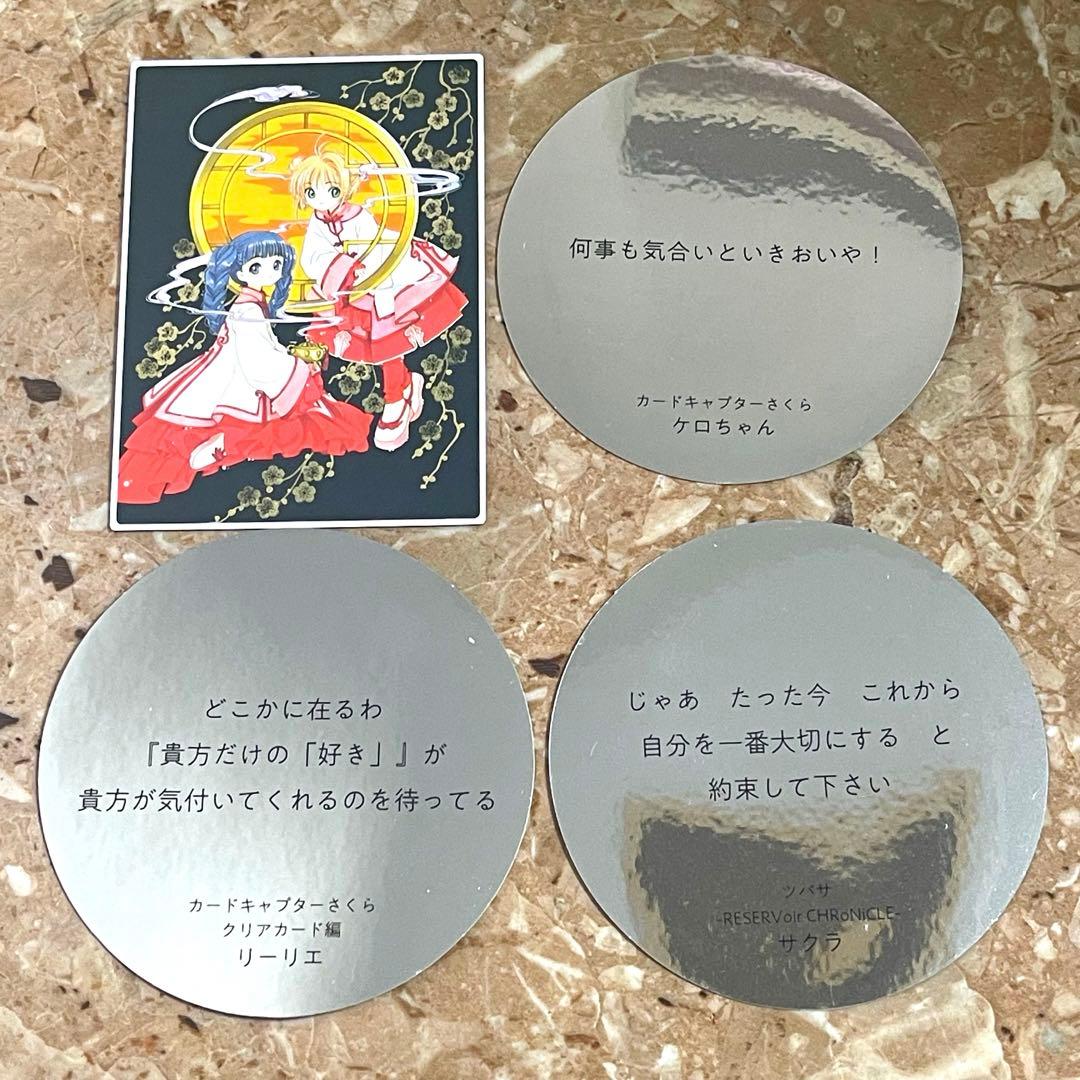 何事も気合いといきおいや！
カードキャプターさくら
ケロちゃん
どこかに在るわ
『貴方だけの「好き」』が
貴方が気付いてくれるのを待ってる
カードキャプターさくら
クリアカード編
リーリエ
じゃあ　たった今　これから
自分を一番大切にする　と
約束して下さい
ツバサ
-RESERVoir CHRoNiCLE-
サクラ